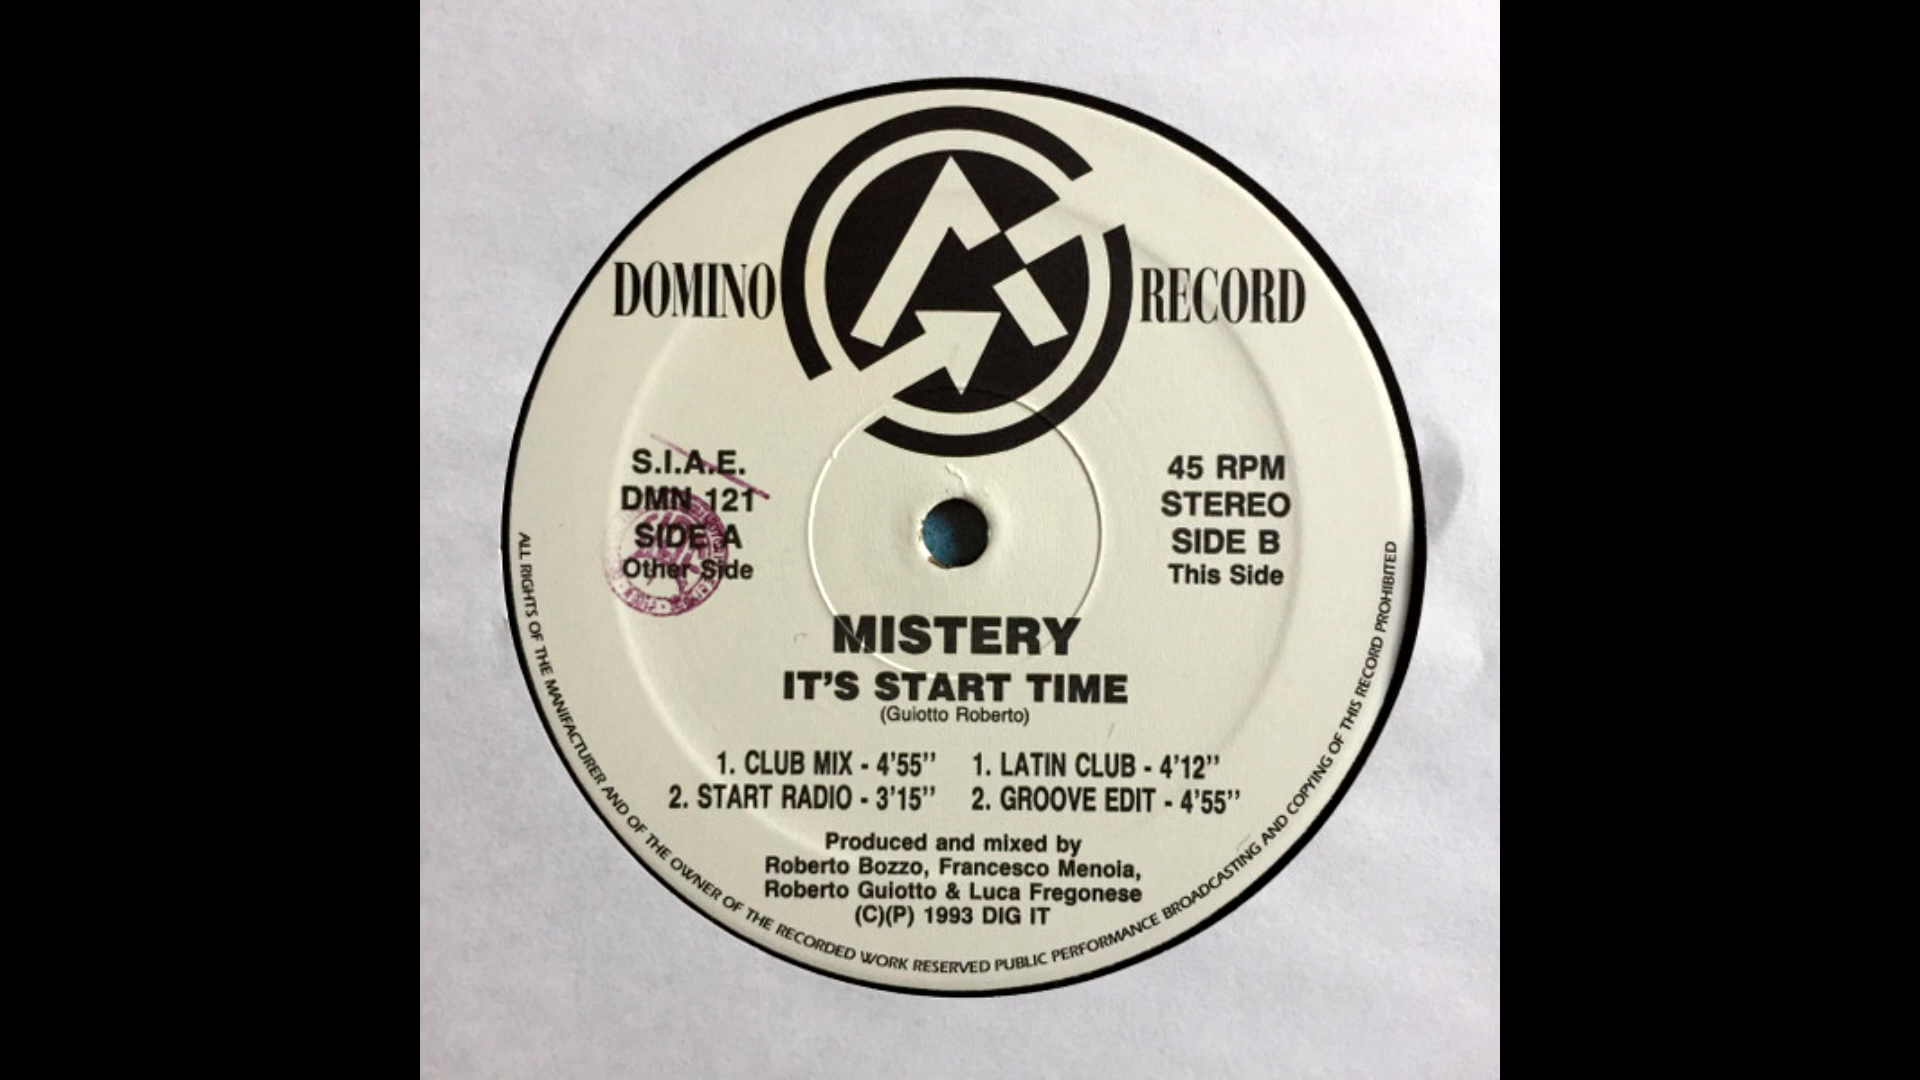 DOMINO RECORD
S.I.A.E.
DMN 121
SIDE A
Other Side
45 RPM
STEREO
SIDE B
This Side
MISTERY
IT'S START TIME
(Guiotto Roberto)
1. CLUB MIX - 4'55''
2. START RADIO - 3'15''
1. LATIN CLUB - 4'12''
2. GROOVE EDIT - 4'55''
Produced and mixed by
Roberto Bozzo, Francesco Menoia,
Roberto Guiotto & Luca Fregonese
(C)(P) 1993 DIG IT
ALL RIGHTS OF THE MANIFACTURER AND OF THE OWNER OF THE RECORDED WORK RESERVED PUBLIC PERFORMANCE BROADCASTING AND COPYING OF THIS RECORD PROHIBITED